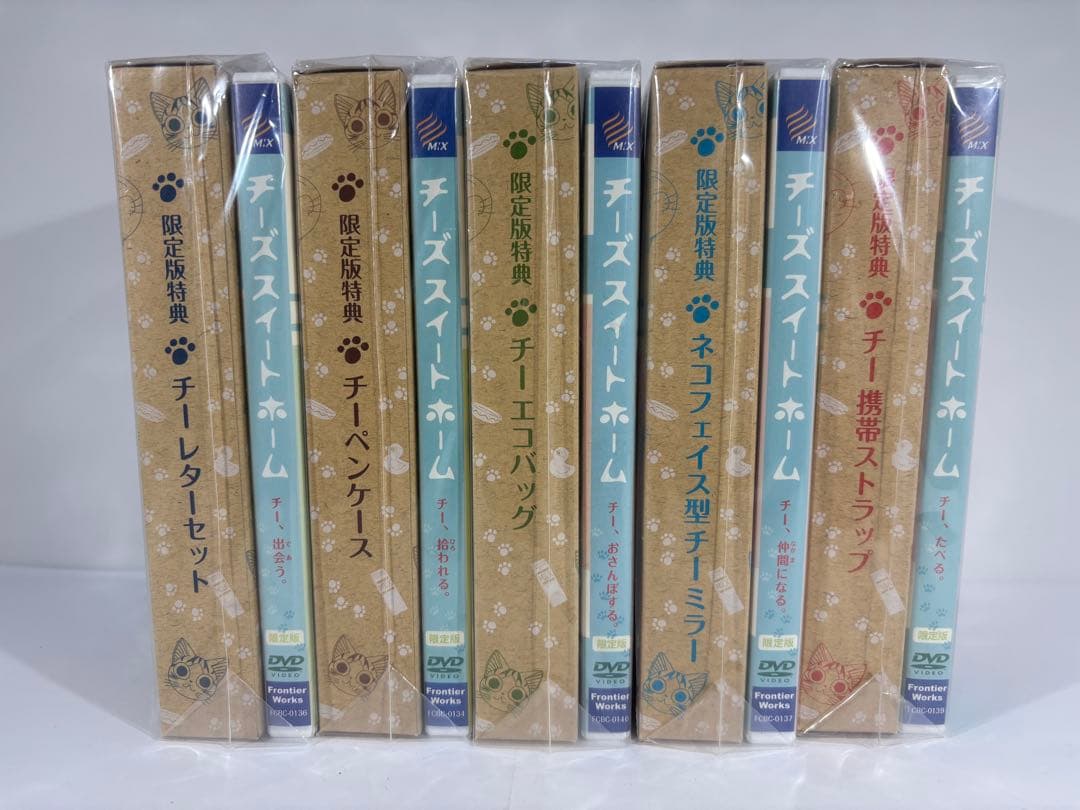 限定版特典 チーレターセット
M!X
チーズスイートホーム
チー、出会う。
であ
限定版
DVD
VIDEO
Frontier
Works
FCBC-0136
限定版特典 チーペンケース
M!X
チーズスイートホーム
チー、拾われる。
ひろ
限定版
DVD
VIDEO
Frontier
Works
FCBC-0134
限定版特典 チーエコバッグ
M!X
チーズスイートホーム
チー、おさんぽする。
限定版
DVD
VIDEO
Frontier
Works
FCBC-0140
限定版特典 ネコフェイス型チーミラー
M!X
チーズスイートホーム
チー、仲間になる。
なかま
限定版
DVD
VIDEO
Frontier
Works
FCBC-0137
限定版特典 チー携帯ストラップ
M!X
チーズスイートホーム
チー、たべる。
限定版
DVD
VIDEO
Frontier
Works
FCBC-0139